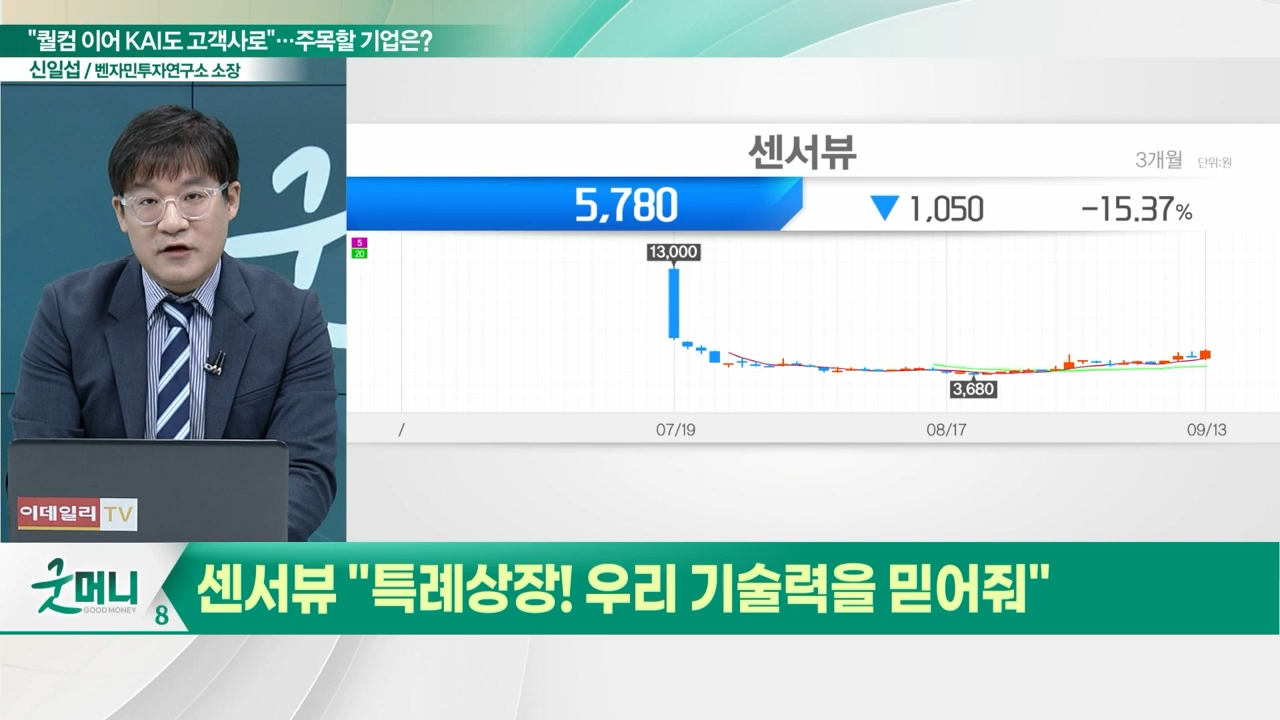 "퀄컴 이어 KAI도 고객사로"…주목할 기업은?
신일섭 / 벤자민투자연구소 소장
센서뷰
3개월 단위:원
5,780 ▼ 1,050 -15.37%
5
20
13,000
3,680
/ 07/19 08/17 09/13
이데일리 TV
굿머니
GOOD MONEY
8
센서뷰 "특례상장! 우리 기술력을 믿어줘"